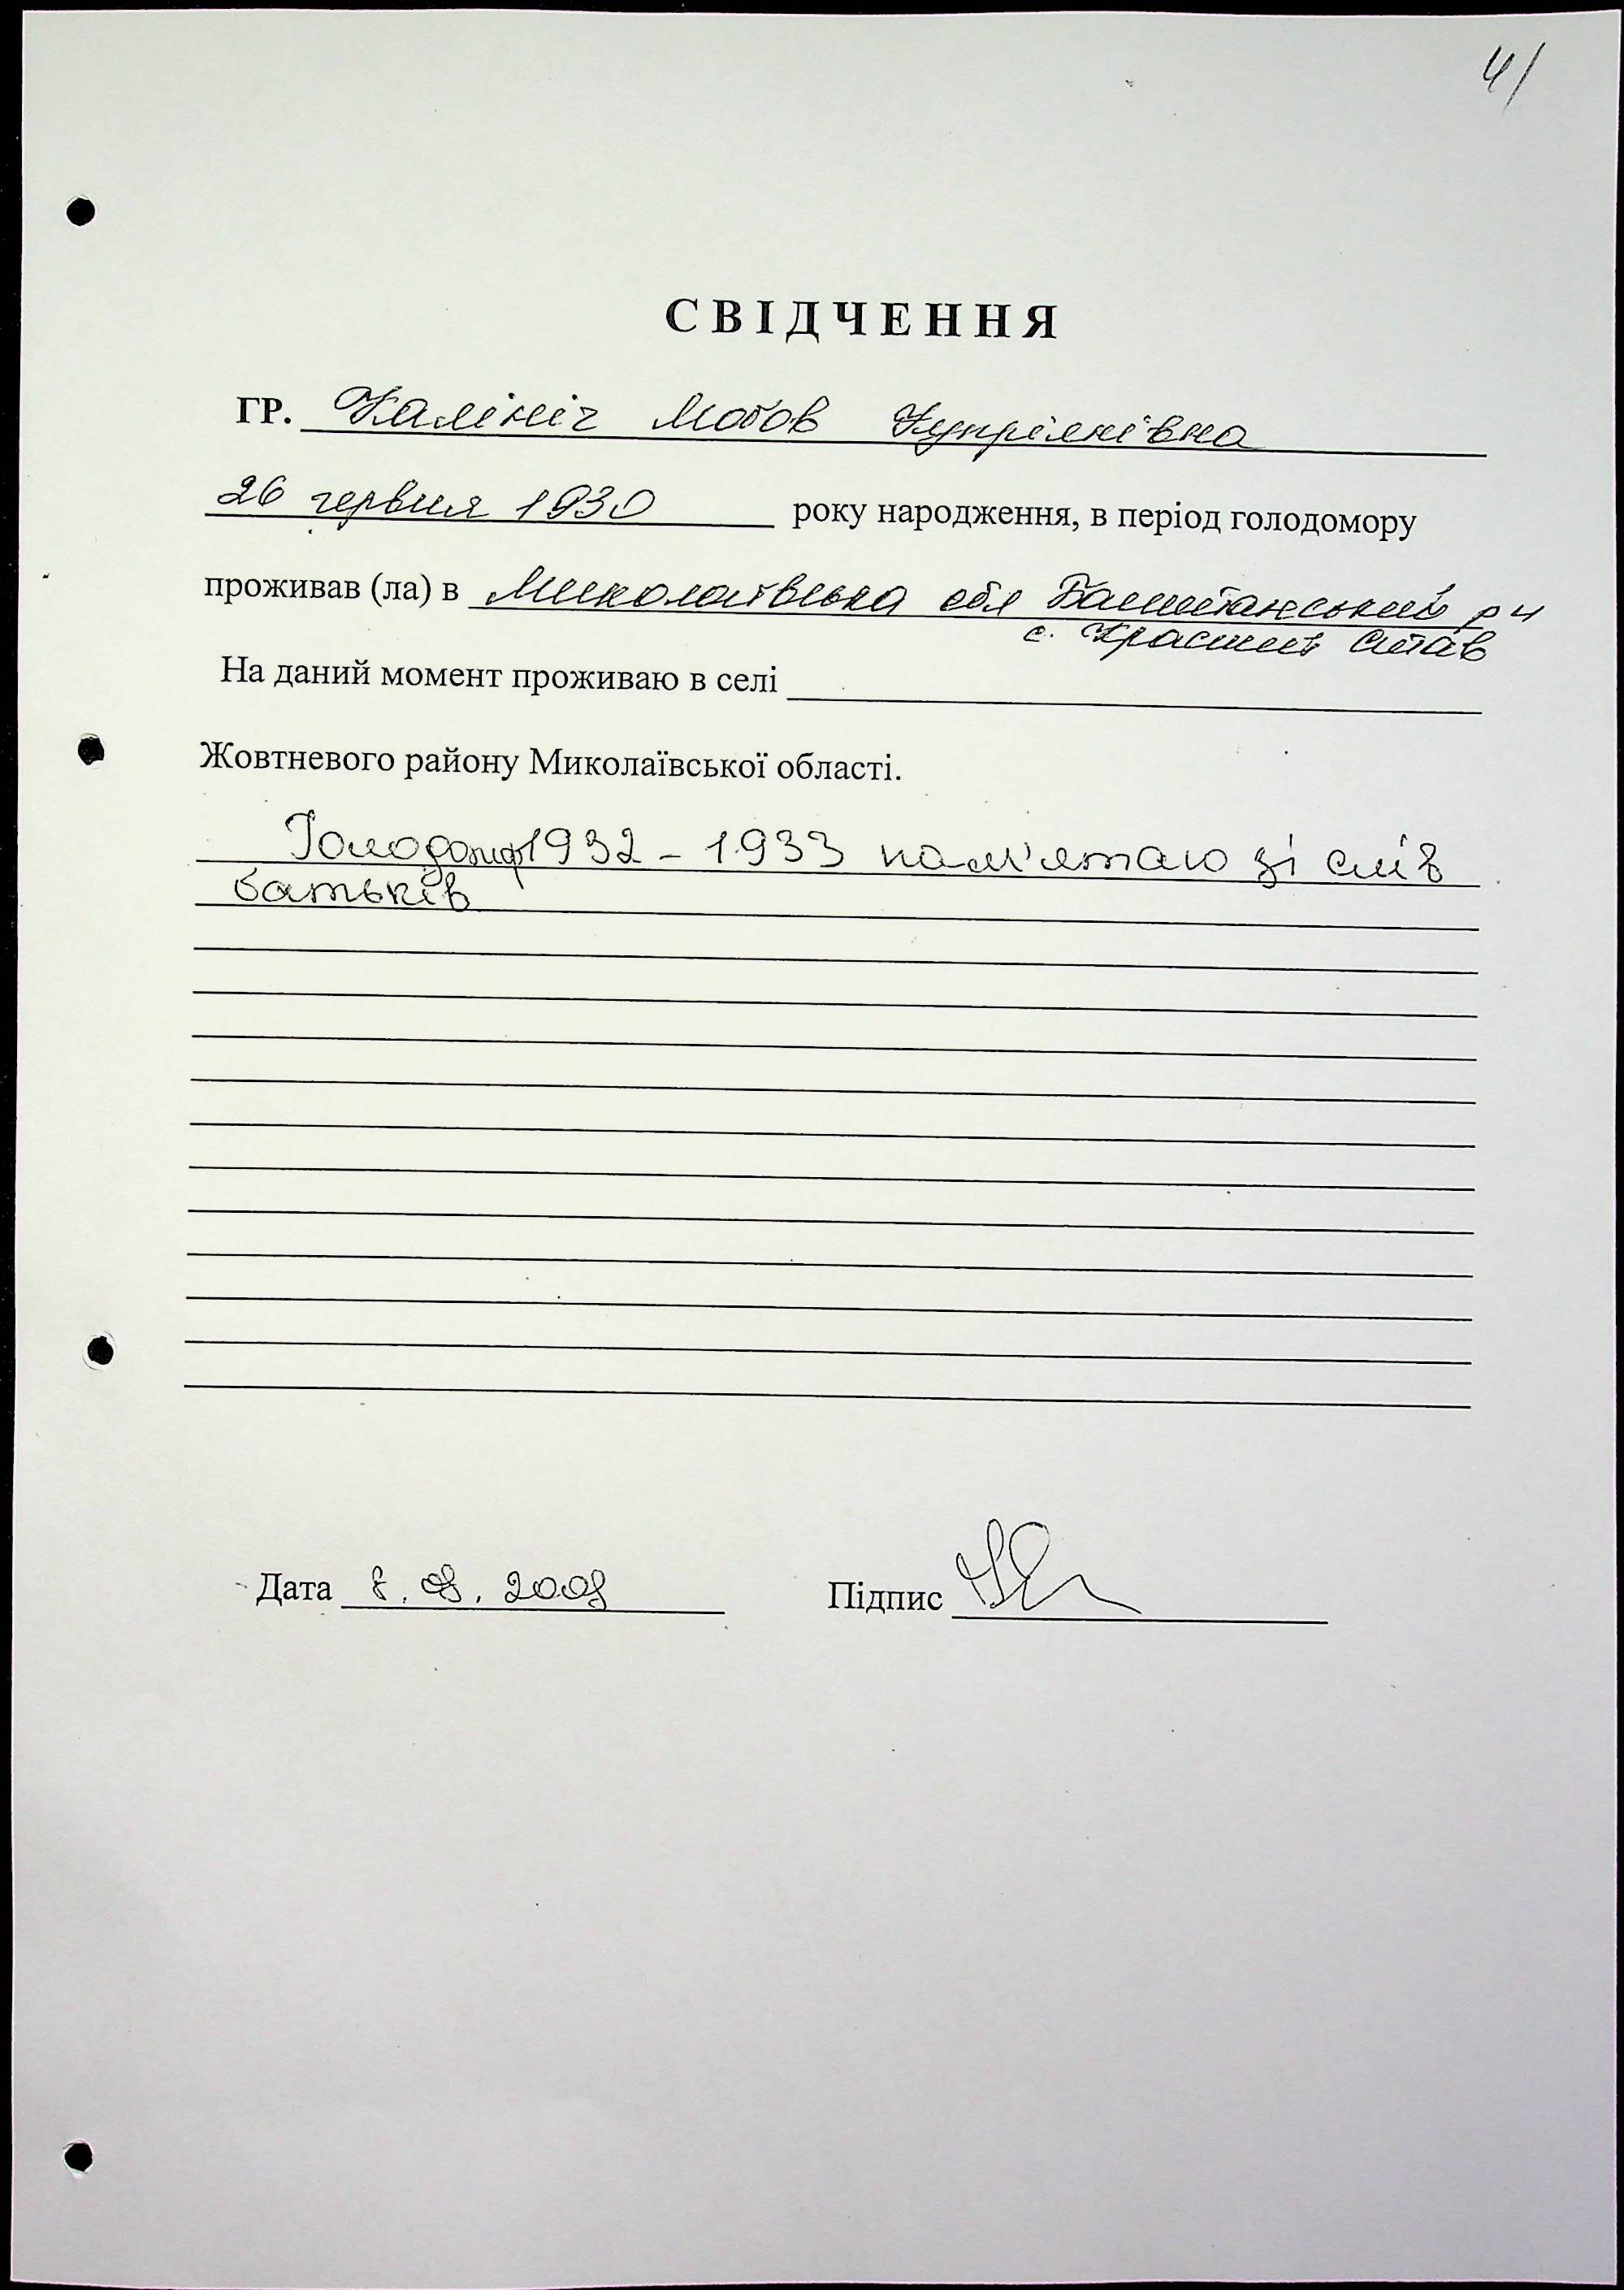 41
СВІДЧЕННЯ
ГР. Калініч Любов Купріянівна
26 червня 1930 року народження, в період голодомору
проживав (ла) в Миколаївська обл Баштанський р н
с. Красний Став
На даний момент проживаю в селі
Жовтневого району Миколаївської області.
Голодомор 1932 - 1933 пам'ятаю зі слів
батьків
Дата 8.08.2008 Підпис